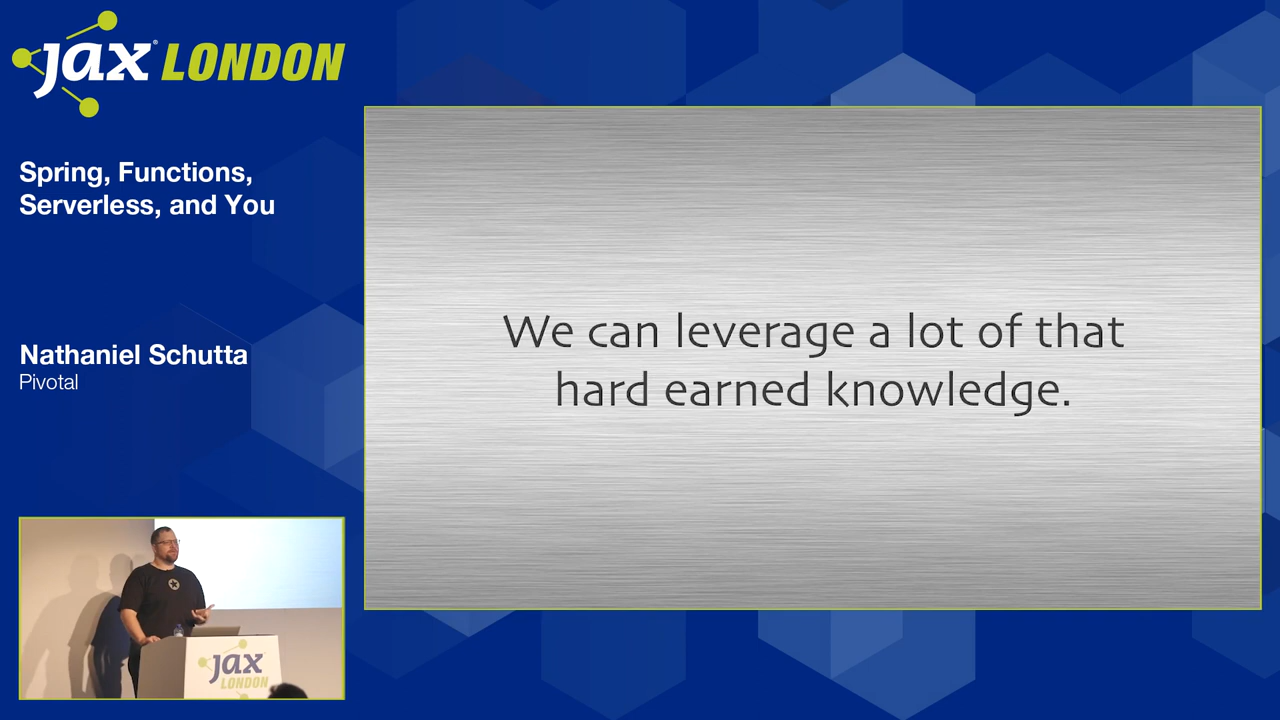 jax LONDON
Spring, Functions,
Serverless, and You
Nathaniel Schutta
Pivotal
We can leverage a lot of that
hard earned knowledge.
jax
LONDON